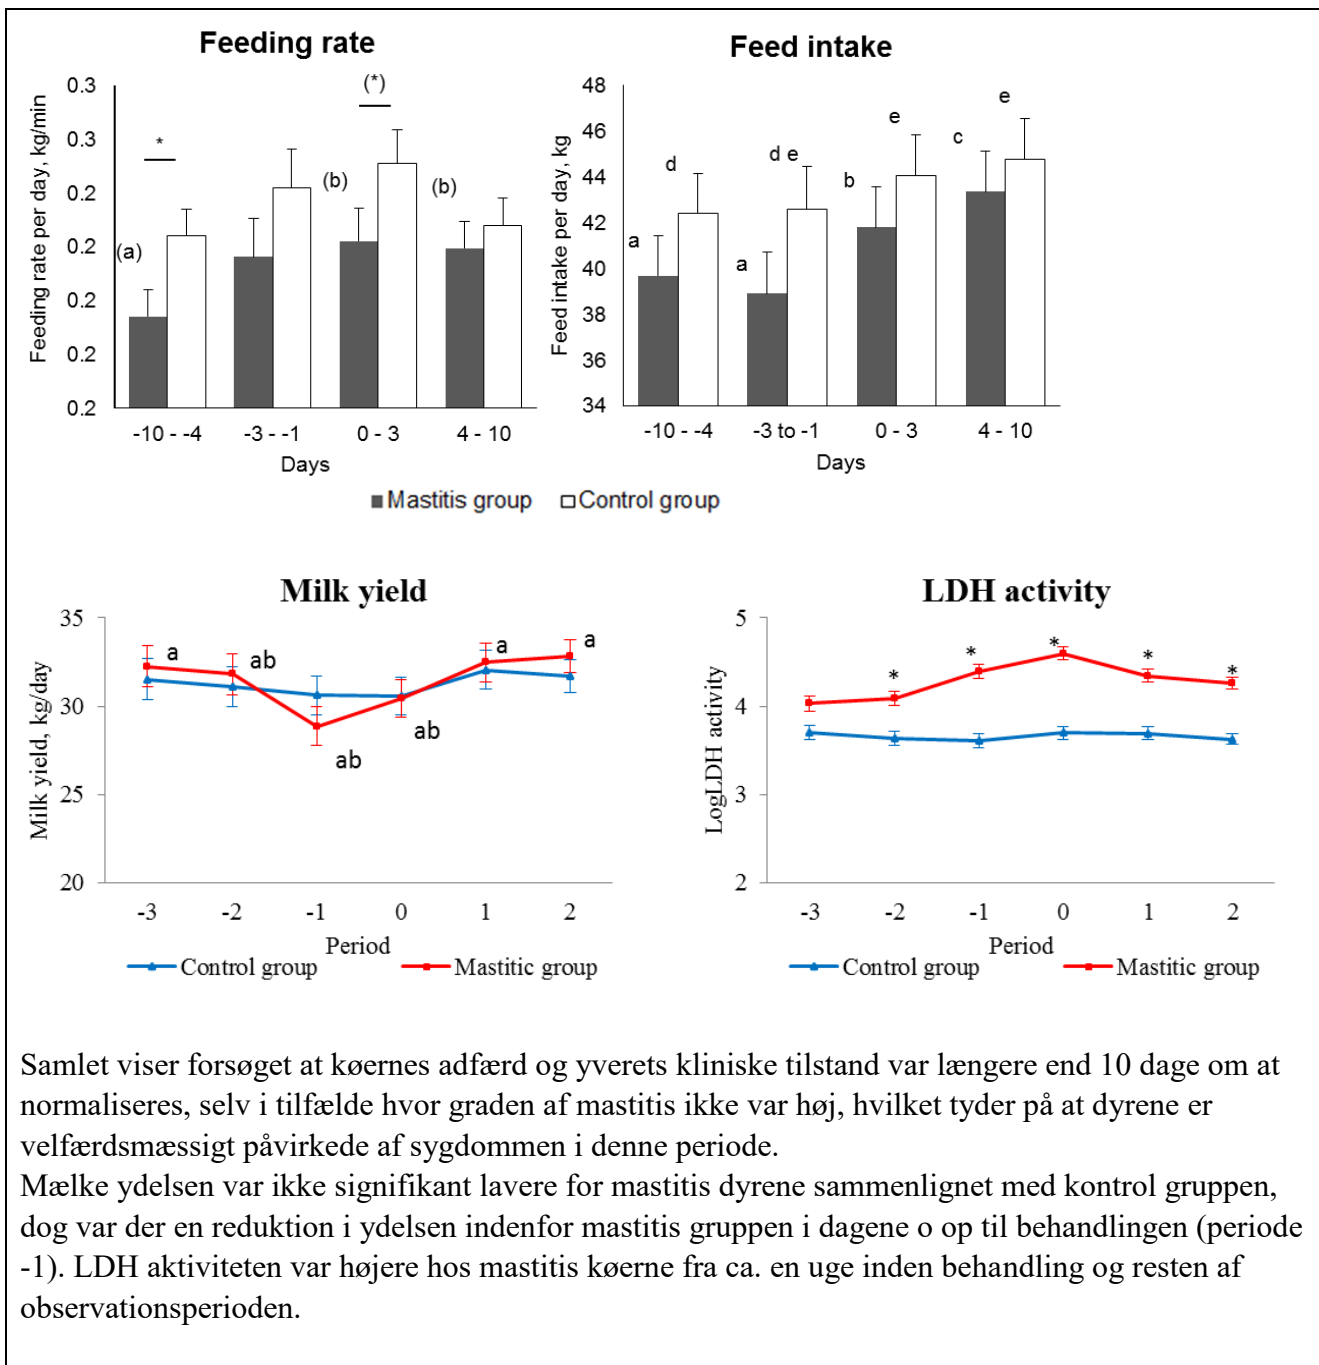 Feeding rate
0.3
0.3
0.2
0.2
0.2
0.2
0.2
Feeding rate per day, kg/min
*
(*)
(a)
(b)
(b)
-10 - -4
-3 - -1
0 - 3
4 - 10
Days
Feed intake
48
46
44
42
40
38
36
34
Feed intake per day, kg
a
d
a
d e
b
e
c
e
-10 - -4
-3 to -1
0 - 3
4 - 10
Days
Mastitis group
Control group
Milk yield
35
30
25
20
Milk yield, kg/day
a
ab
ab
ab
a
a
-3
-2
-1
0
1
2
Period
Control group
Mastitic group
LDH activity
5
4
3
2
LogLDH activity
*
*
*
*
*
-3
-2
-1
0
1
2
Period
Control group
Mastitic group
Samlet viser forsøget at køernes adfærd og yverets kliniske tilstand var længere end 10 dage om at
normaliseres, selv i tilfælde hvor graden af mastitis ikke var høj, hvilket tyder på at dyrene er
velfærdsmæssigt påvirkede af sygdommen i denne periode.
Mælke ydelsen var ikke signifikant lavere for mastitis dyrene sammenlignet med kontrol gruppen,
dog var der en reduktion i ydelsen indenfor mastitis gruppen i dagene o op til behandlingen (periode
-1). LDH aktiviteten var højere hos mastitis køerne fra ca. en uge inden behandling og resten af
observationsperioden.